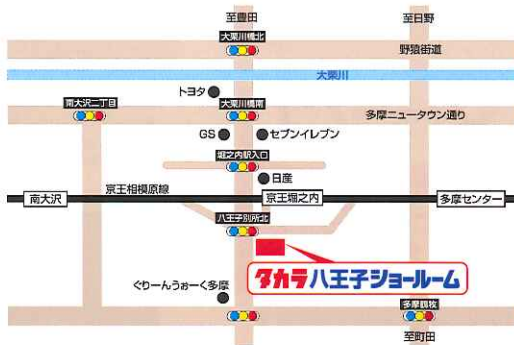 至豊田
至日野
大栗川橋北
野猿街道
大栗川
トヨタ
南大沢二丁目
大栗川橋南
多摩ニュータウン通り
GS
セブンイレブン
堀之内駅入口
日産
京王相模原線
南大沢
京王堀之内
多摩センター
八王子別所北
タカラ八王子ショールーム
ぐりーんうぉーく多摩
多摩鶴牧
至町田